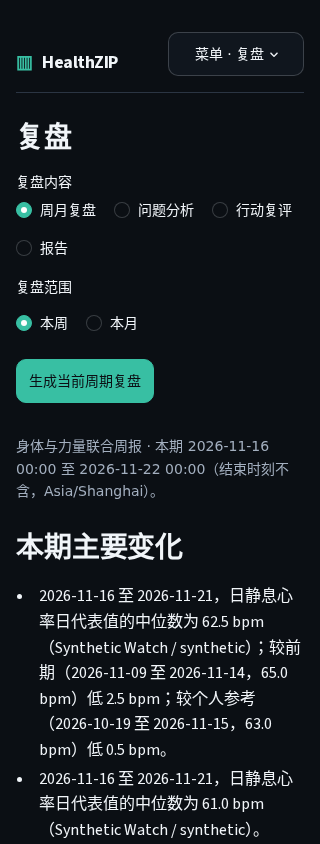 HealthZIP
菜单 · 复盘
复盘
复盘内容
周月复盘 问题分析 行动复评
报告
复盘范围
本周 本月
生成当前周期复盘
身体与力量联合周报 · 本期 2026-11-16
00:00 至 2026-11-22 00:00（结束时刻不
含，Asia/Shanghai）。
本期主要变化
• 2026-11-16 至 2026-11-21，日静息心
率日代表值的中位数为 62.5 bpm
（Synthetic Watch / synthetic）；较前
期（2026-11-09 至 2026-11-14，65.0
bpm）低 2.5 bpm；较个人参考
（2026-10-19 至 2026-11-15，63.0
bpm）低 0.5 bpm。
• 2026-11-16 至 2026-11-21，日静息心
率日代表值的中位数为 61.0 bpm
（Synthetic Watch / synthetic）。